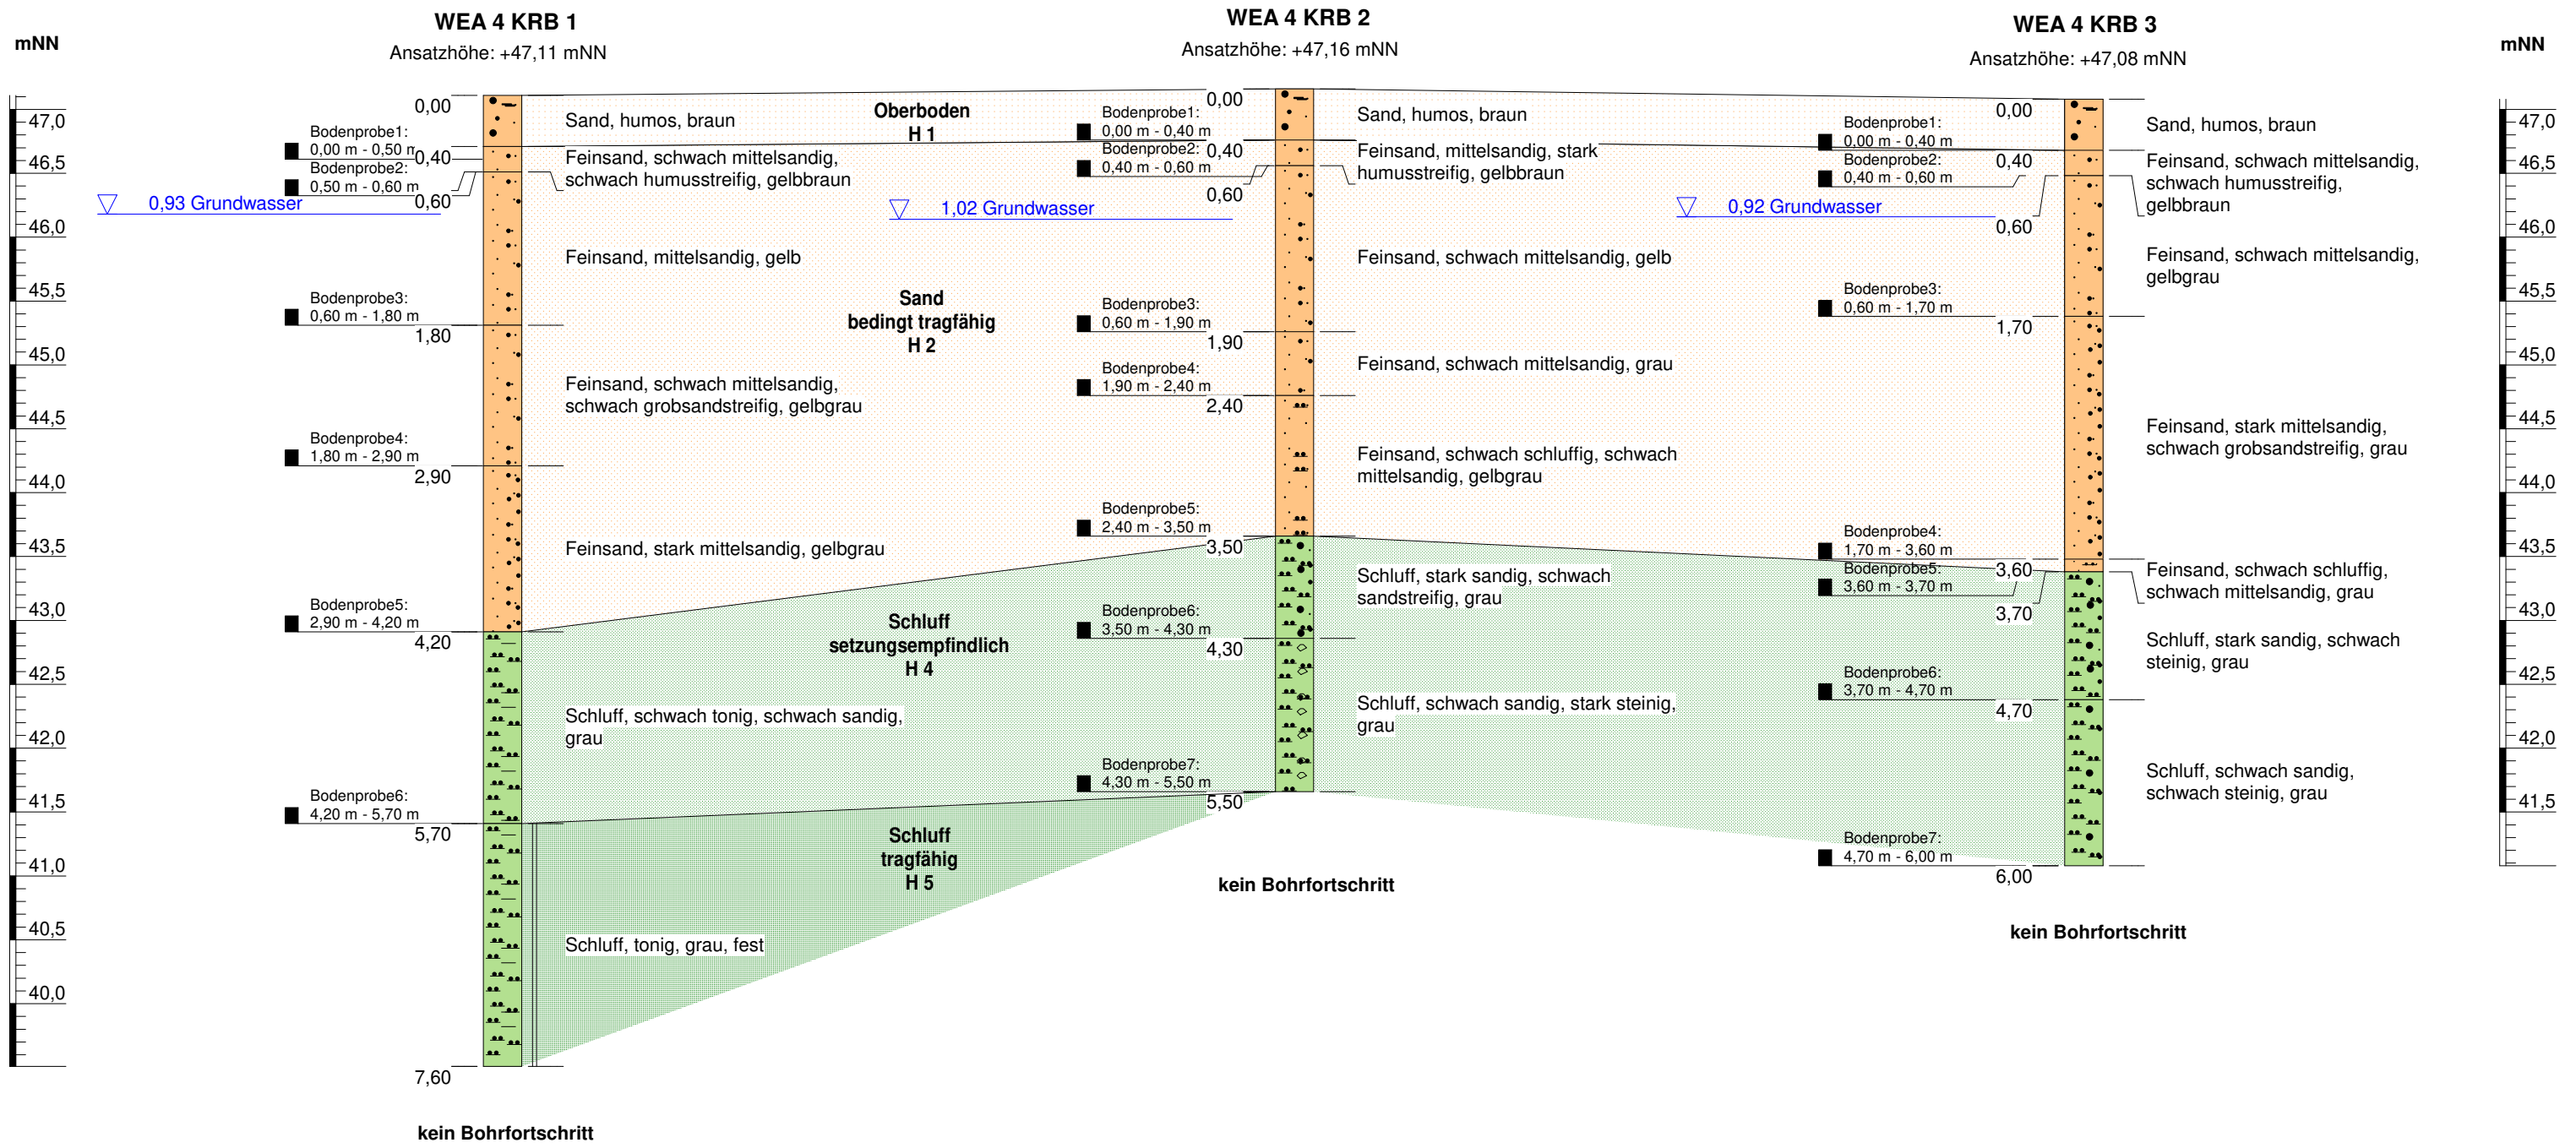 mNN
WEA 4 KRB 1
Ansatzhöhe: +47,11 mNN
WEA 4 KRB 2
Ansatzhöhe: +47,16 mNN
WEA 4 KRB 3
Ansatzhöhe: +47,08 mNN
mNN
47,0
46,5
46,0
45,5
45,0
44,5
44,0
43,5
43,0
42,5
42,0
41,5
41,0
40,5
40,0
0,93 Grundwasser
Bodenprobe1:
0,00 m - 0,50 m
Bodenprobe2:
0,50 m - 0,60 m
Bodenprobe3:
0,60 m - 1,80 m
Bodenprobe4:
1,80 m - 2,90 m
Bodenprobe5:
2,90 m - 4,20 m
Bodenprobe6:
4,20 m - 5,70 m
0,00
0,40
0,60
1,80
2,90
4,20
5,70
7,60
kein Bohrfortschritt
Sand, humos, braun
Feinsand, schwach mittelsandig,
schwach humusstreifig, gelbbraun
Feinsand, mittelsandig, gelb
Feinsand, schwach mittelsandig,
schwach grobsandstreifig, gelbgrau
Feinsand, stark mittelsandig, gelbgrau
Schluff, schwach tonig, schwach sandig,
grau
Schluff, tonig, grau, fest
Oberboden
H 1
Sand
bedingt tragfähig
H 2
Schluff
setzungsempfindlich
H 4
Schluff
tragfähig
H 5
1,02 Grundwasser
Bodenprobe1:
0,00 m - 0,40 m
Bodenprobe2:
0,40 m - 0,60 m
Bodenprobe3:
0,60 m - 1,90 m
Bodenprobe4:
1,90 m - 2,40 m
Bodenprobe5:
2,40 m - 3,50 m
Bodenprobe6:
3,50 m - 4,30 m
Bodenprobe7:
4,30 m - 5,50 m
0,00
0,40
0,60
1,90
2,40
3,50
4,30
5,50
kein Bohrfortschritt
Sand, humos, braun
Feinsand, mittelsandig, stark
humusstreifig, gelbbraun
Feinsand, schwach mittelsandig, gelb
Feinsand, schwach mittelsandig, grau
Feinsand, schwach schluffig, schwach
mittelsandig, gelbgrau
Schluff, stark sandig, schwach
sandstreifig, grau
Schluff, schwach sandig, stark steinig,
grau
0,92 Grundwasser
Bodenprobe1:
0,00 m - 0,40 m
Bodenprobe2:
0,40 m - 0,60 m
Bodenprobe3:
0,60 m - 1,70 m
Bodenprobe4:
1,70 m - 3,60 m
Bodenprobe5:
3,60 m - 3,70 m
Bodenprobe6:
3,70 m - 4,70 m
Bodenprobe7:
4,70 m - 6,00 m
0,00
0,40
0,60
1,70
3,60
3,70
4,70
6,00
kein Bohrfortschritt
Sand, humos, braun
Feinsand, schwach mittelsandig,
schwach humusstreifig,
gelbbraun
Feinsand, schwach mittelsandig,
gelbgrau
Feinsand, stark mittelsandig,
schwach grobsandstreifig, grau
Feinsand, schwach schluffig,
schwach mittelsandig, grau
Schluff, stark sandig, schwach
steinig, grau
Schluff, schwach sandig,
schwach steinig, grau
47,0
46,5
46,0
45,5
45,0
44,5
44,0
43,5
43,0
42,5
42,0
41,5